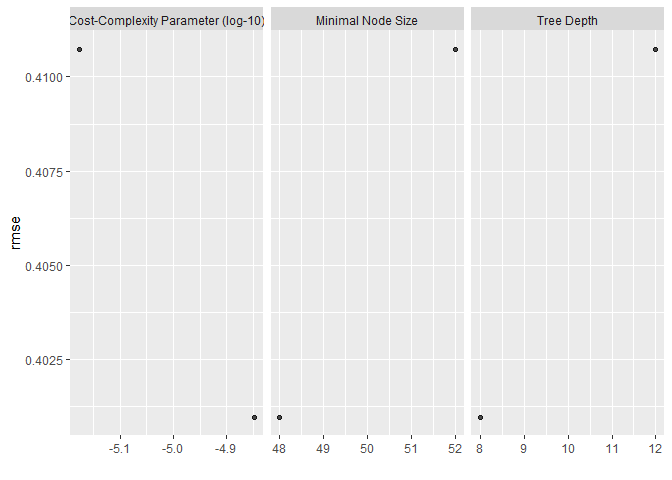 Cost-Complexity Parameter (log-10) Minimal Node Size Tree Depth
0.4100
0.4075
0.4050
0.4025
rmse
-5.1 -5.0 -4.9 48 49 50 51 52 8 9 10 11 12